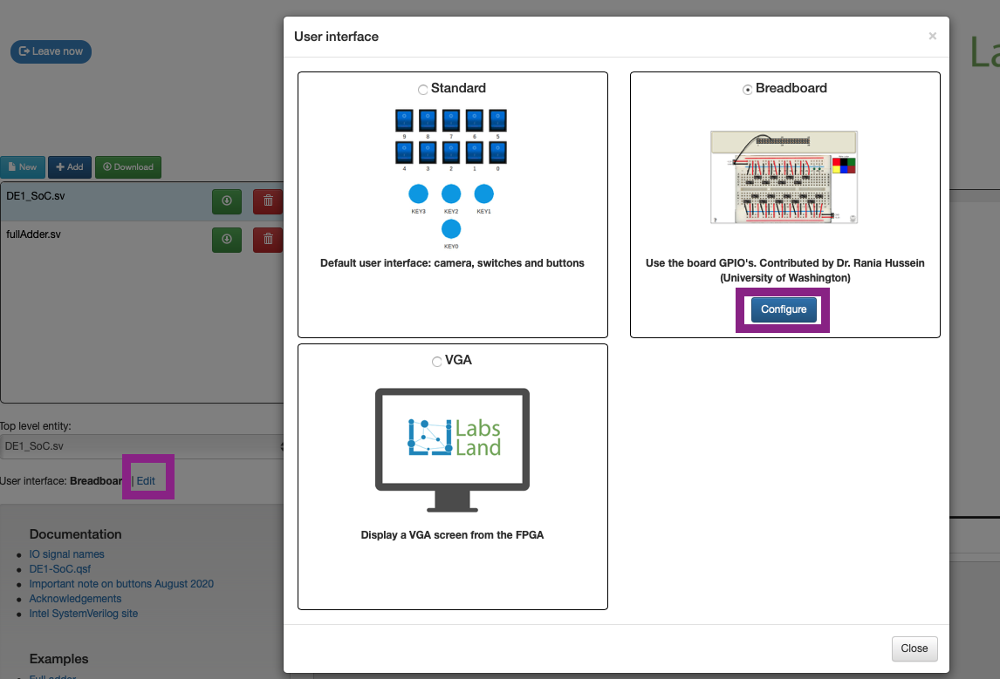 Leave now
New
Add
Download
DE1_SoC.sv
fullAdder.sv
Top level entity:
DE1_SoC.sv
User interface: Breadboar | Edit
Documentation
IO signal names
DE1-SoC.qsf
Important note on buttons August 2020
Acknowledgements
Intel SystemVerilog site
Examples
Full adder
User interface
×
Standard
9 8 7 6 5
4 3 2 1 0
KEY3 KEY2 KEY1
KEY0
Default user interface: camera, switches and buttons
Breadboard
Use the board GPIO's. Contributed by Dr. Rania Hussein
(University of Washington)
Configure
VGA
Labs
Land
Display a VGA screen from the FPGA
Close
La